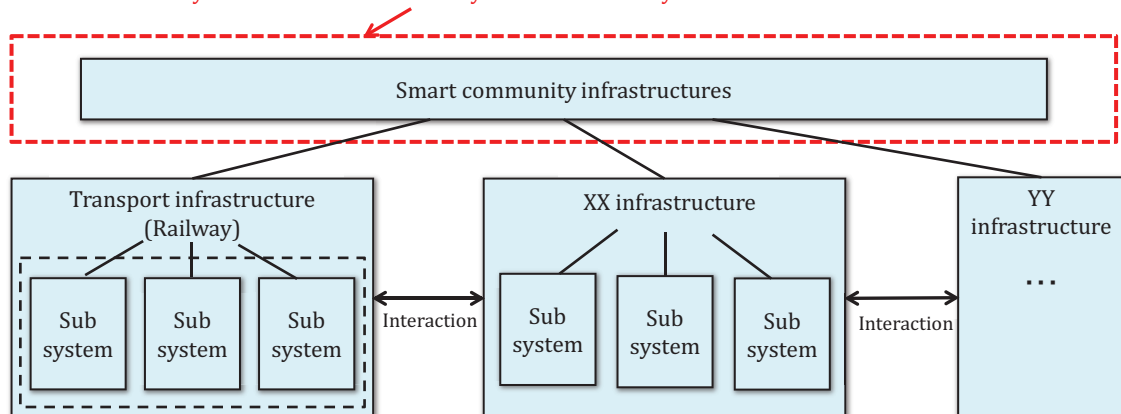 Smart community infrastructures
Transport infrastructure
(Railway)
Sub
system
Sub
system
Sub
system
Interaction
XX infrastructure
Sub
system
Sub
system
Sub
system
Interaction
YY
infrastructure
...